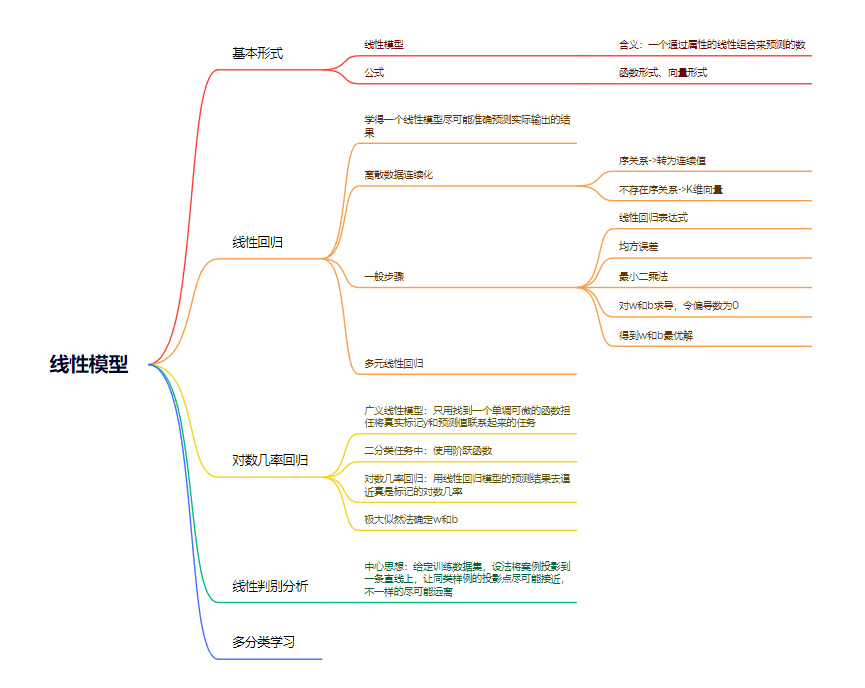 线性模型
基本形式
线性模型
含义：一个通过属性的线性组合来预测的数
公式
函数形式、向量形式
线性回归
学得一个线性模型尽可能准确预测实际输出的结
果
离散数据连续化
序关系->转为连续值
不存在序关系->K维向量
一般步骤
线性回归表达式
均方误差
最小二乘法
对w和b求导，令偏导数为0
得到w和b最优解
多元线性回归
对数几率回归
广义线性模型：只用找到一个单调可微的函数担
任将真实标记y和预测值联系起来的任务
二分类任务中：使用阶跃函数
对数几率回归：用线性回归模型的预测结果去逼
近真是标记的对数几率
极大似然法确定w和b
线性判别分析
中心思想：给定训练数据集，设法将案例投影到
一条直线上，让同类样例的投影点尽可能接近，
不一样的尽可能远离
多分类学习